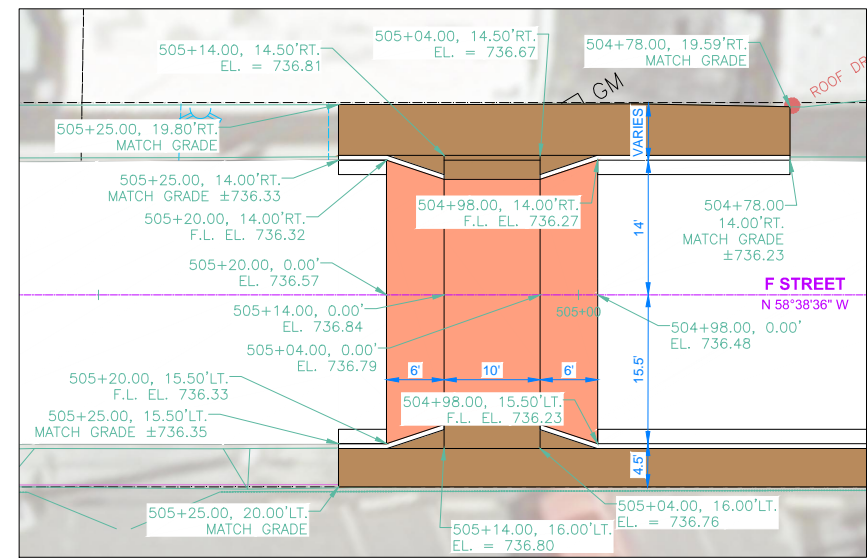 505+14.00, 14.50'RT.
EL. = 736.81
505+04.00, 14.50'RT.
EL. = 736.67
504+78.00, 19.59'RT.
MATCH GRADE
GM
ROOF DR
505+25.00, 19.80'RT.
MATCH GRADE
VARIES
505+25.00, 14.00'RT.
MATCH GRADE ±736.33
505+20.00, 14.00'RT.
F.L. EL. 736.32
504+98.00, 14.00'RT.
F.L. EL. 736.27
14'
504+78.00
14.00'RT.
MATCH GRADE
±736.23
505+20.00, 0.00'
EL. 736.57
F STREET
N 58°38'36" W
505+14.00, 0.00'
EL. 736.84
505+00
504+98.00, 0.00'
EL. 736.48
505+04.00, 0.00'
EL. 736.79
6'
10'
6'
15.5'
505+20.00, 15.50'LT.
F.L. EL. 736.33
505+25.00, 15.50'LT.
MATCH GRADE ±736.35
504+98.00, 15.50'LT.
F.L. EL. 736.23
4.5'
505+25.00, 20.00'LT.
MATCH GRADE
505+14.00, 16.00'LT.
EL. = 736.80
505+04.00, 16.00'LT.
EL. = 736.76